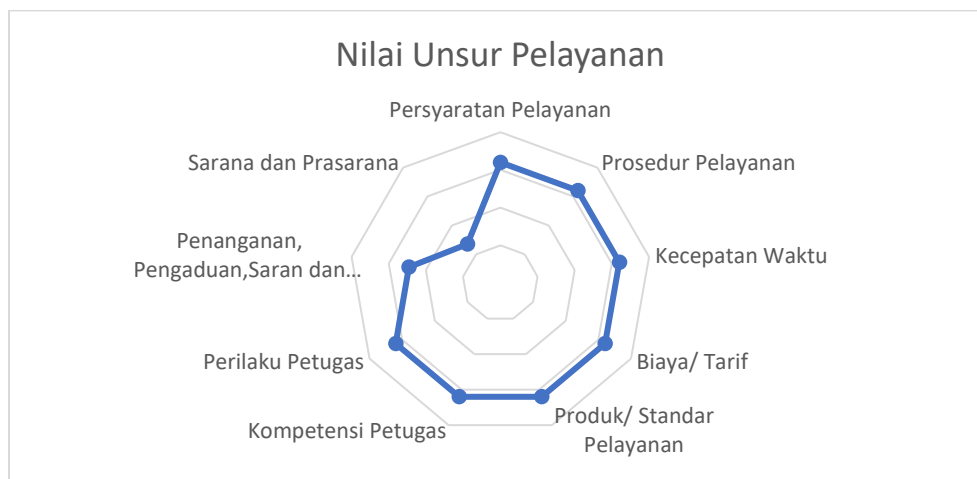 Nilai Unsur Pelayanan
Persyaratan Pelayanan
Prosedur Pelayanan
Kecepatan Waktu
Biaya/ Tarif
Produk/ Standar
Pelayanan
Kompetensi Petugas
Perilaku Petugas
Penanganan,
Pengaduan,Saran dan…
Sarana dan Prasarana